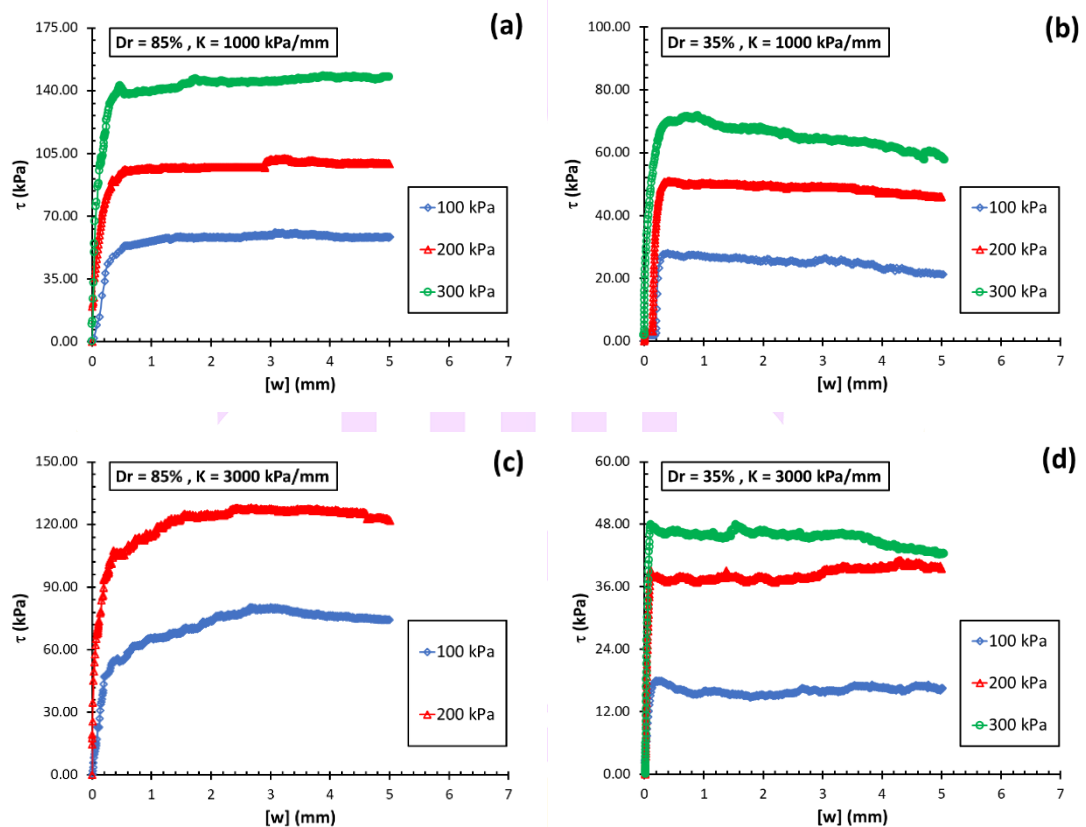 (a)
Dr = 85% , K = 1000 kPa/mm
τ (kPa)
175.00
140.00
105.00
70.00
35.00
0.00
100 kPa
200 kPa
300 kPa
0 1 2 3 4 5 6 7
[w] (mm)
(b)
Dr = 35% , K = 1000 kPa/mm
τ (kPa)
100.00
80.00
60.00
40.00
20.00
0.00
100 kPa
200 kPa
300 kPa
0 1 2 3 4 5 6 7
[w] (mm)
(c)
Dr = 85% , K = 3000 kPa/mm
τ (kPa)
150.00
120.00
90.00
60.00
30.00
0.00
100 kPa
200 kPa
0 1 2 3 4 5 6 7
[w] (mm)
(d)
Dr = 35% , K = 3000 kPa/mm
τ (kPa)
60.00
48.00
36.00
24.00
12.00
0.00
100 kPa
200 kPa
300 kPa
0 1 2 3 4 5 6 7
[w] (mm)